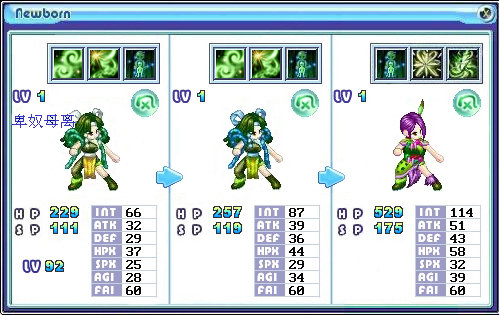 Newborn
LV 1
卑奴母离
HP 229
SP 111
LV 92
INT 66
ATK 32
DEF 29
HPX 37
SPX 25
AGI 28
FAI 60
LV 1
HP 257
SP 119
INT 87
ATK 39
DEF 36
HPX 44
SPX 29
AGI 34
FAI 60
LV 1
HP 529
SP 175
INT 114
ATK 51
DEF 43
HPX 58
SPX 32
AGI 39
FAI 60